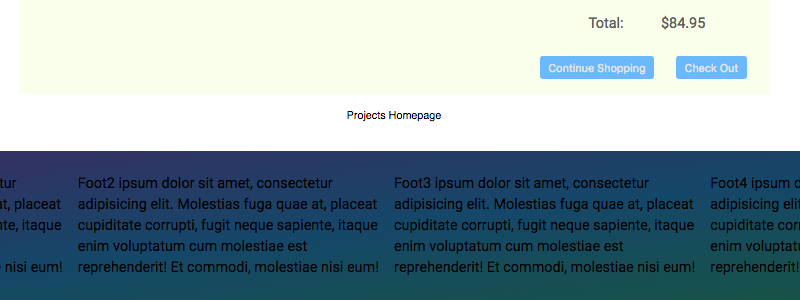 Total: $84.95
Continue Shopping Check Out
Projects Homepage
tur
at, placeat
nte, itaque
nisi eum!
Foot2 ipsum dolor sit amet, consectetur
adipisicing elit. Molestias fuga quae at, placeat
cupiditate corrupti, fugit neque sapiente, itaque
enim voluptatum cum molestiae est
reprehenderit! Et commodi, molestiae nisi eum!
Foot3 ipsum dolor sit amet, consectetur
adipisicing elit. Molestias fuga quae at, placeat
cupiditate corrupti, fugit neque sapiente, itaque
enim voluptatum cum molestiae est
reprehenderit! Et commodi, molestiae nisi eum!
Foot4 ipsum d
adipisicing elit
cupiditate corr
enim voluptatu
reprehenderit!